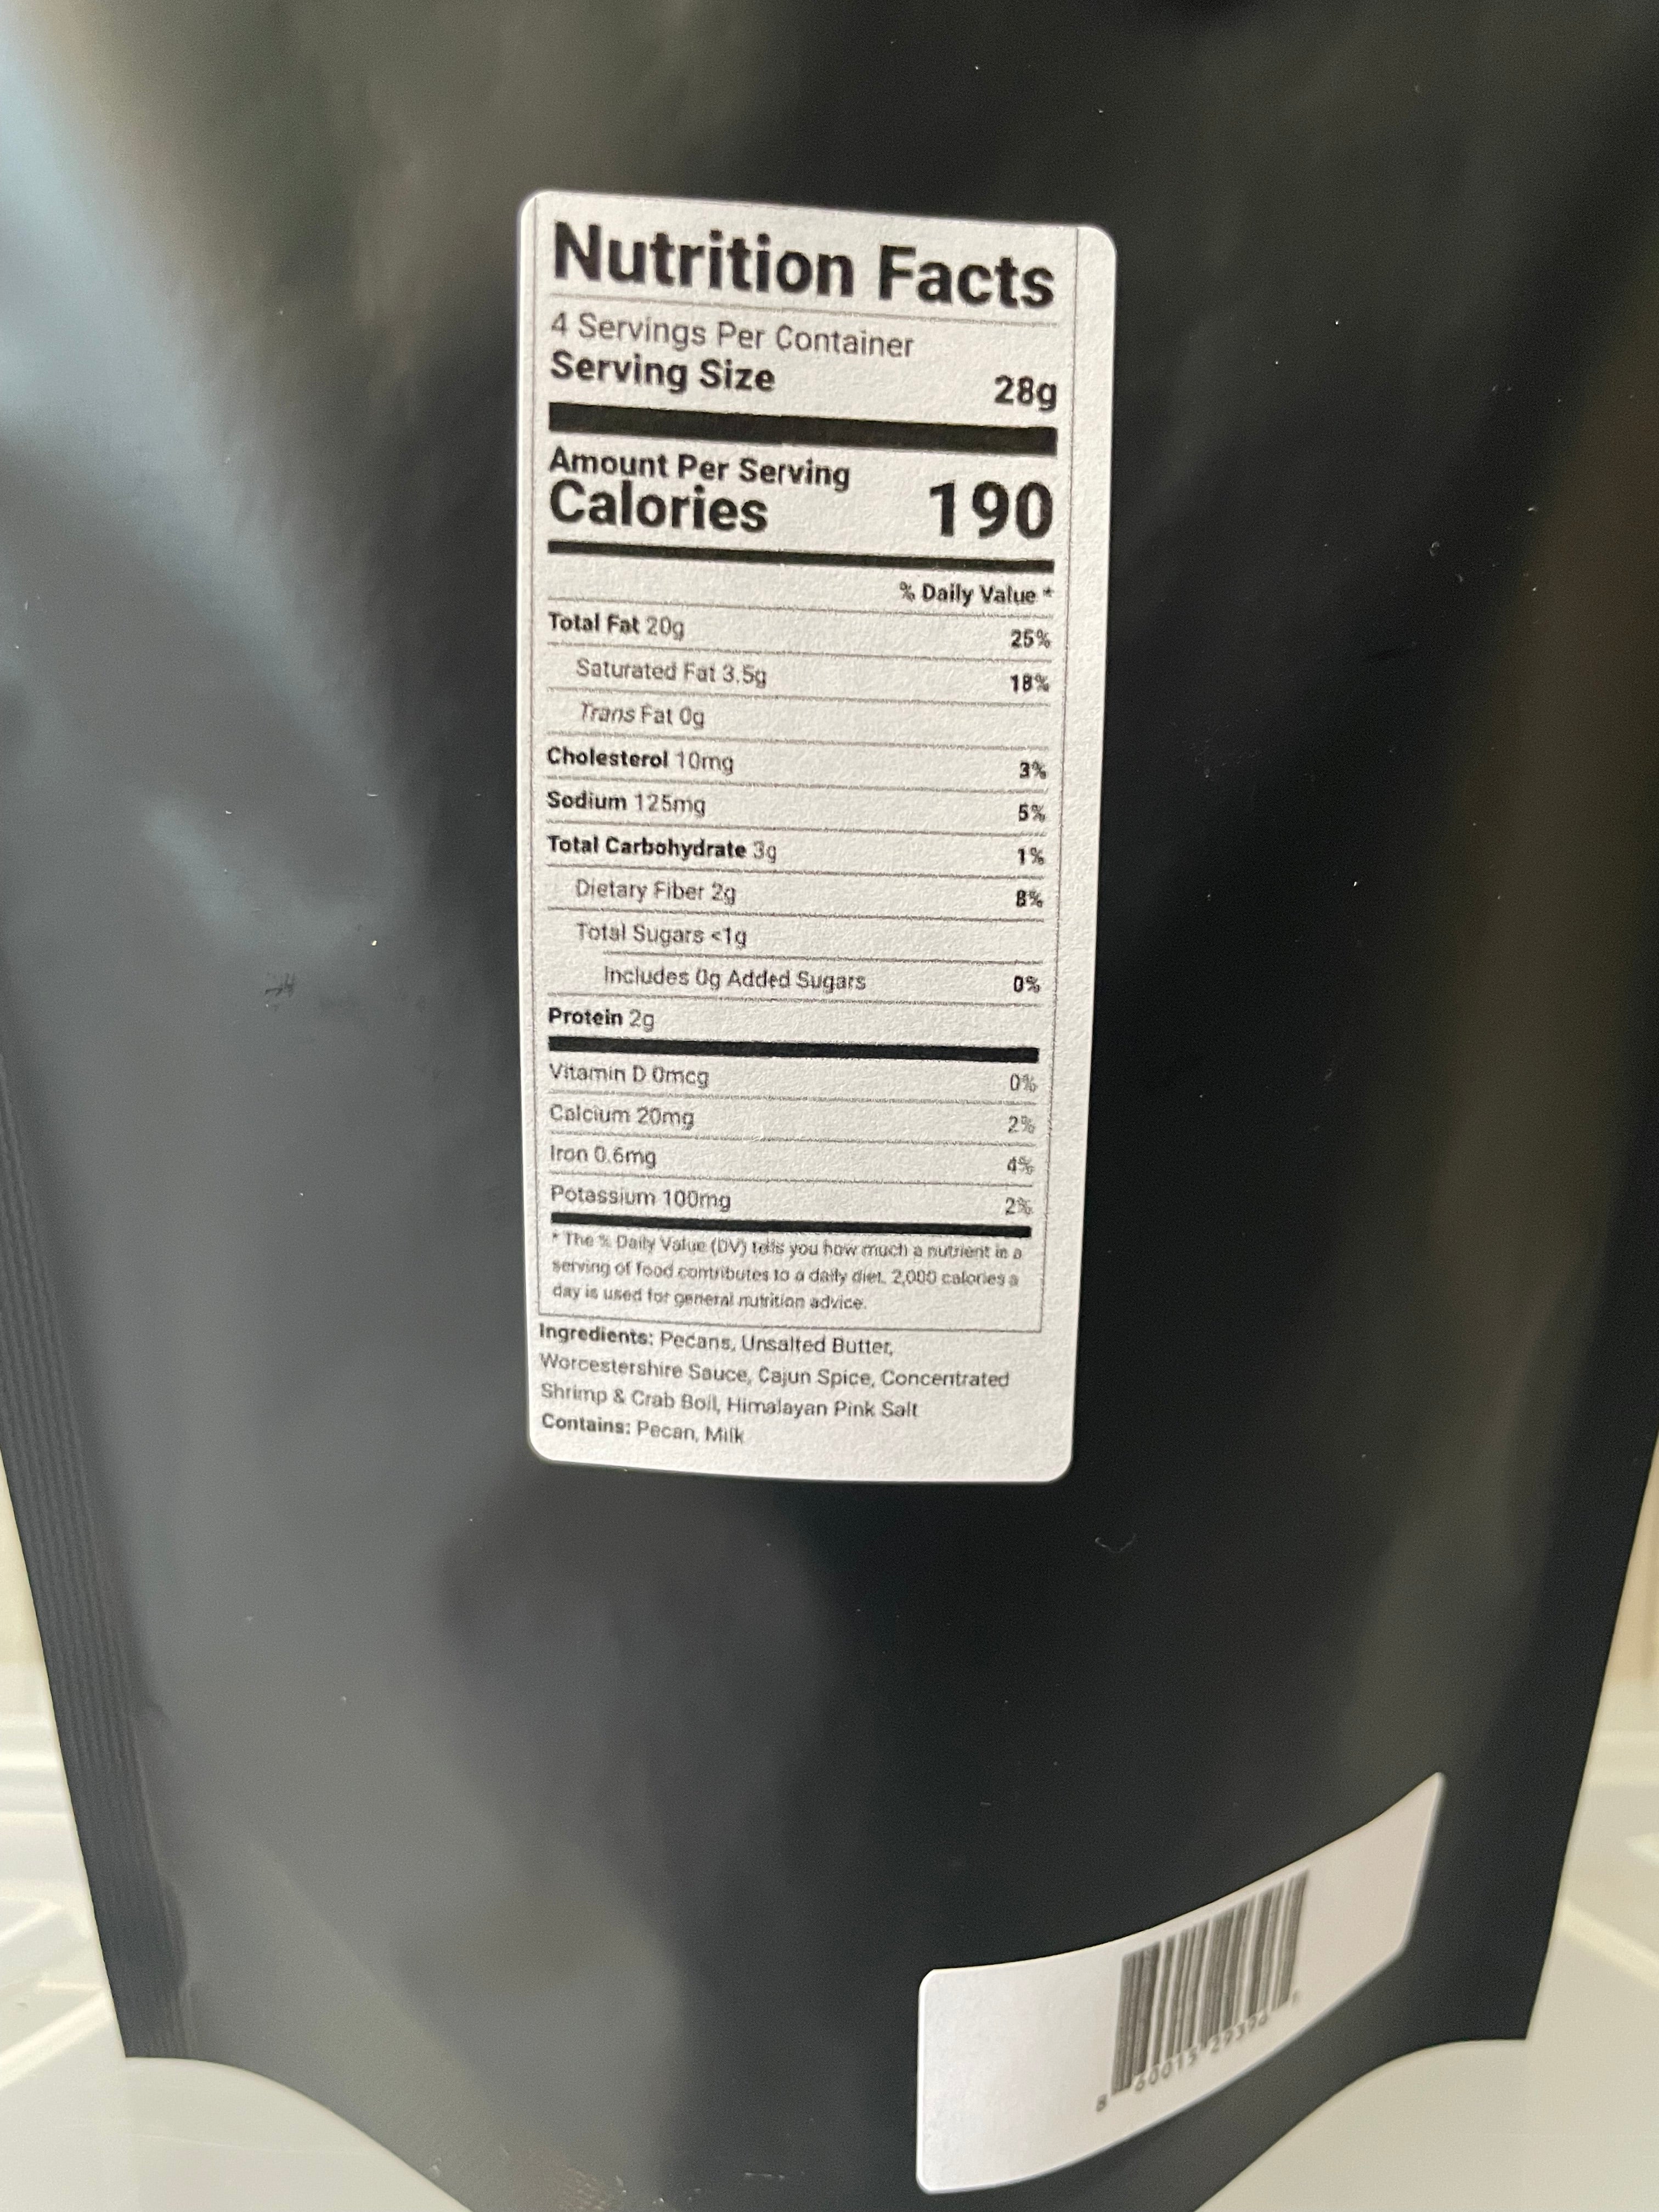 Nutrition Facts
4 Servings Per Container
Serving Size 28g
Amount Per Serving
Calories 190
% Daily Value *
Total Fat 20g 25%
Saturated Fat 3.5g 18%
Trans Fat 0g
Cholesterol 10mg 3%
Sodium 125mg 5%
Total Carbohydrate 3g 1%
Dietary Fiber 2g 8%
Total Sugars <1g
Includes 0g Added Sugars 0%
Protein 2g
Vitamin D 0mcg 0%
Calcium 20mg 2%
Iron 0.6mg 4%
Potassium 100mg 2%
* The % Daily Value (DV) tells you how much a nutrient in a
serving of food contributes to a daily diet. 2,000 calories a
day is used for general nutrition advice.
Ingredients: Pecans, Unsalted Butter,
Worcestershire Sauce, Cajun Spice, Concentrated
Shrimp & Crab Boil, Himalayan Pink Salt
Contains: Pecan, Milk
8 60015